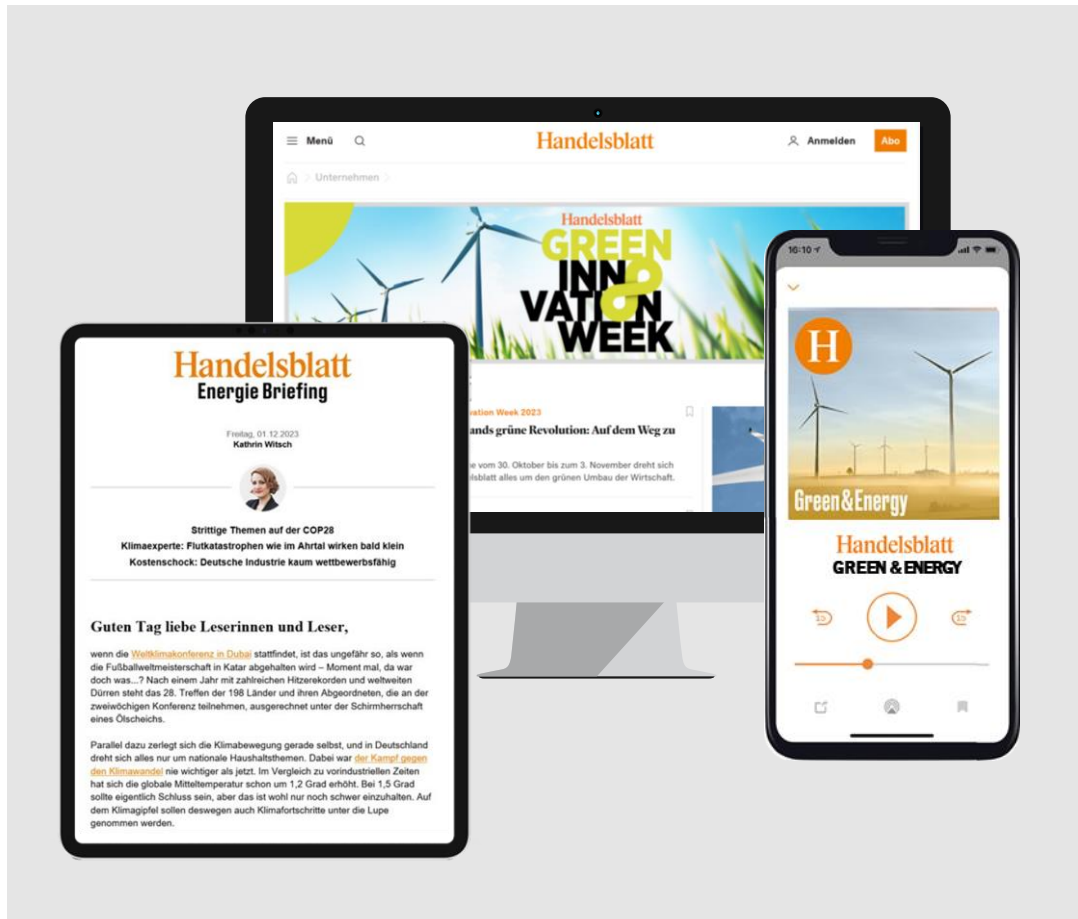 Menü
Handelsblatt
Anmelden
Abo
Unternehmen
Handelsblatt
GREEN
INN
VATION
WEEK
Week 2023
grüne Revolution: Auf dem Weg zu
vom 30. Oktober bis zum 3. November dreht sich
alles um den grünen Umbau der Wirtschaft.
Handelsblatt
Energie Briefing
Freitag, 01.12.2023
Kathrin Witsch
Strittige Themen auf der COP28
Klimaexperte: Flutkatastrophen wie im Ahrtal wirken bald klein
Kostenschock: Deutsche Industrie kaum wettbewerbsfähig
Guten Tag liebe Leserinnen und Leser,
wenn die Weltklimakonferenz in Dubai stattfindet, ist das ungefähr so, als wenn
die Fußballweltmeisterschaft in Katar abgehalten wird – Moment mal, da war
doch was...? Nach einem Jahr mit zahlreichen Hitzerekorden und weltweiten
Dürren steht das 28. Treffen der 198 Länder und ihren Abgeordneten, die an der
zweiwöchigen Konferenz teilnehmen, ausgerechnet unter der Schirmherrschaft
eines Ölscheichs.
Parallel dazu zerlegt sich die Klimabewegung gerade selbst, und in Deutschland
dreht sich alles nur um nationale Haushaltsthemen. Dabei war der Kampf gegen
den Klimawandel nie wichtiger als jetzt. Im Vergleich zu vorindustriellen Zeiten
hat sich die globale Mitteltemperatur schon um 1,2 Grad erhöht. Bei 1,5 Grad
sollte eigentlich Schluss sein, aber das ist wohl nur noch schwer einzuhalten. Auf
dem Klimagipfel sollen deswegen auch Klimafortschritte unter die Lupe
genommen werden.
16:10
H
Green&Energy
Handelsblatt
GREEN & ENERGY
15
15